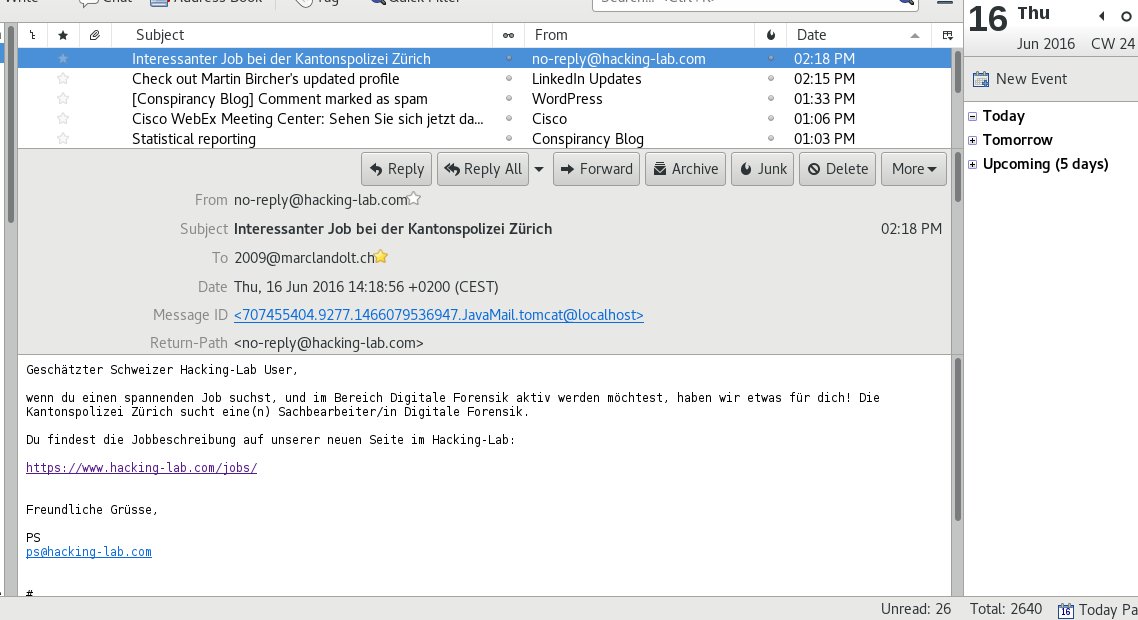 Write Chat Address Book Tag Quick Filter Search... <Ctrl+K>
Subject From Date
Interessanter Job bei der Kantonspolizei Zürich no-reply@hacking-lab.com 02:18 PM
Check out Martin Bircher's updated profile LinkedIn Updates 02:15 PM
[Conspirancy Blog] Comment marked as spam WordPress 01:33 PM
Cisco WebEx Meeting Center: Sehen Sie sich jetzt da... Cisco 01:06 PM
Statistical reporting Conspirancy Blog 01:03 PM
Reply Reply All Forward Archive Junk Delete More
From no-reply@hacking-lab.com
Subject Interessanter Job bei der Kantonspolizei Zürich 02:18 PM
To 2009@marclandolt.ch
Date Thu, 16 Jun 2016 14:18:56 +0200 (CEST)
Message ID <707455404.9277.1466079536947.JavaMail.tomcat@localhost>
Return-Path <no-reply@hacking-lab.com>
Geschätzter Schweizer Hacking-Lab User,
wenn du einen spannenden Job suchst, und im Bereich Digitale Forensik aktiv werden möchtest, haben wir etwas für dich! Die
Kantonspolizei Zürich sucht eine(n) Sachbearbeiter/in Digitale Forensik.
Du findest die Jobbeschreibung auf unserer neuen Seite im Hacking-Lab:
https://www.hacking-lab.com/jobs/
Freundliche Grüsse,
PS
ps@hacking-lab.com
#
16 Thu
Jun 2016 CW 24
New Event
Today
Tomorrow
Upcoming (5 days)
Unread: 26 Total: 2640 16 Today Pa